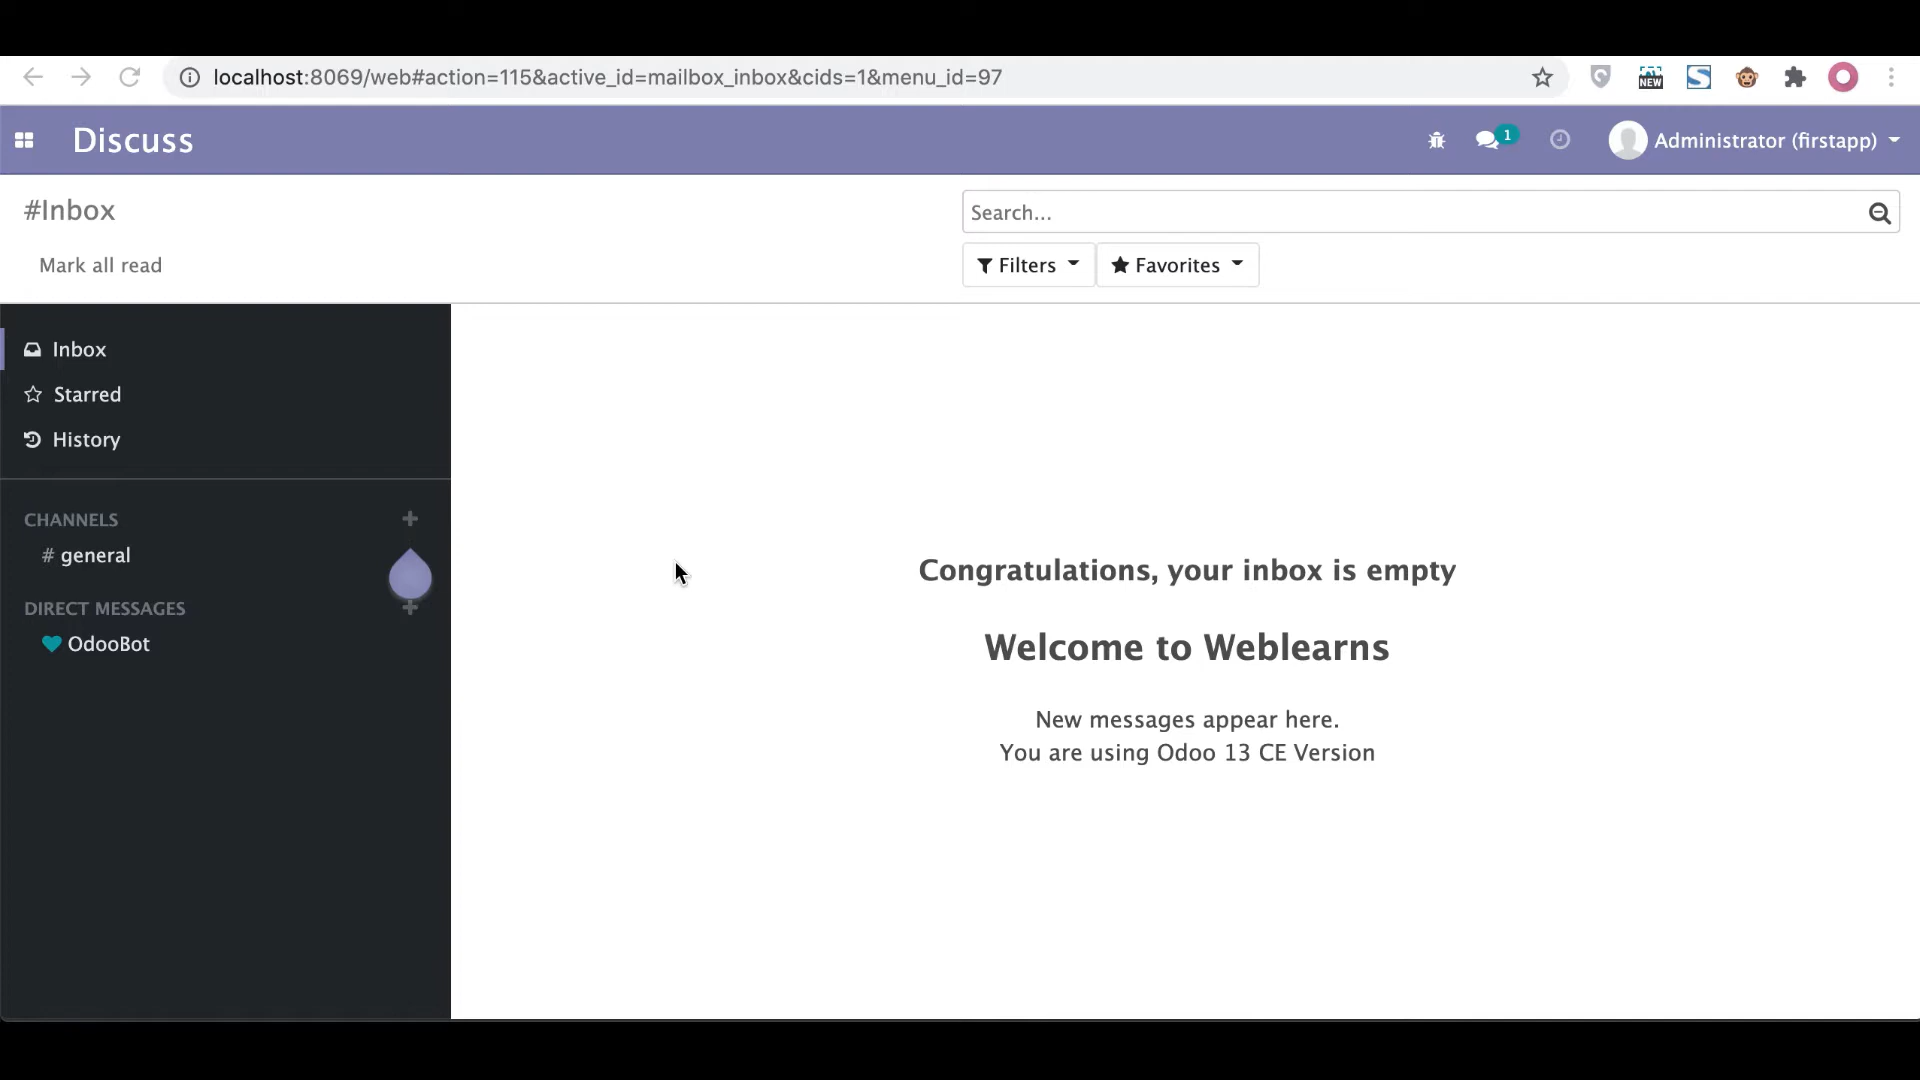 localhost:8069/web#action=115&active_id=mailbox_inbox&cids=1&menu_id=97
NEW
Discuss
1
Administrator (firstapp)
#Inbox
Search...
Mark all read
Filters
Favorites
Inbox
Starred
History
CHANNELS
# general
DIRECT MESSAGES
OdooBot
Congratulations, your inbox is empty
Welcome to Weblearns
New messages appear here.
You are using Odoo 13 CE Version